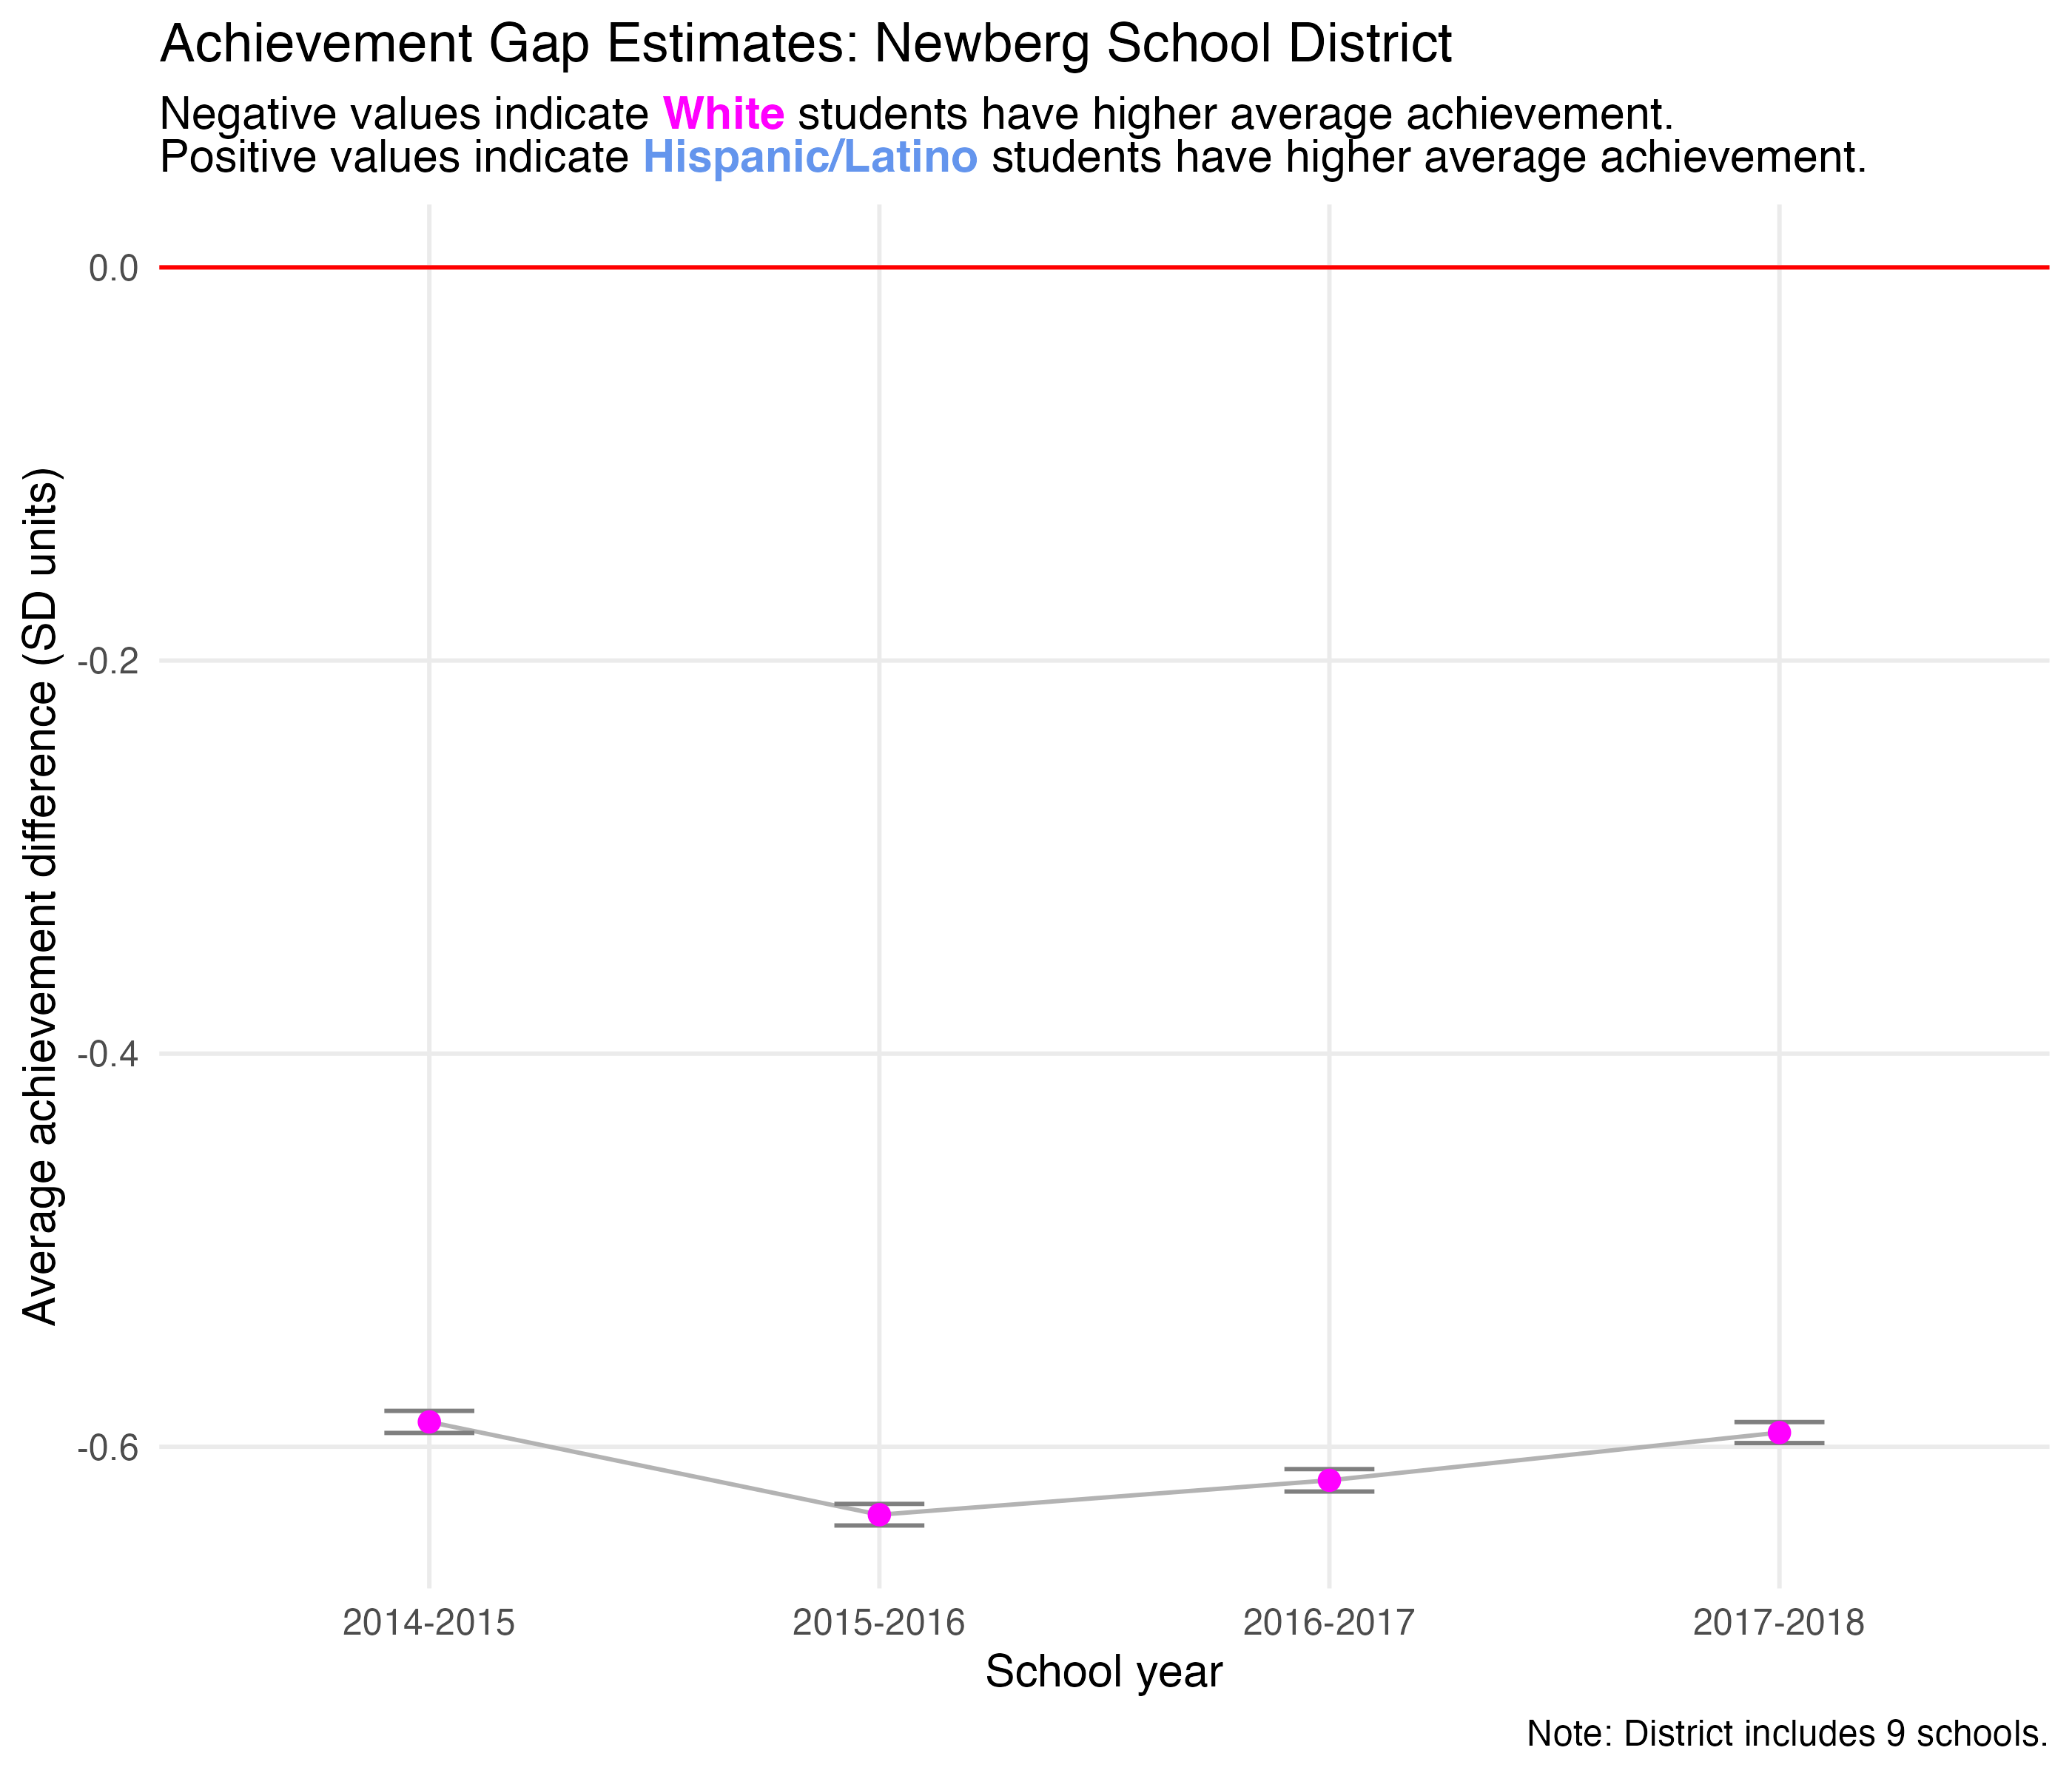 Achievement Gap Estimates: Newberg School District
Negative values indicate White students have higher average achievement.
Positive values indicate Hispanic/Latino students have higher average achievement.
Average achievement difference (SD units)
0.0
-0.2
-0.4
-0.6
2014-2015
2015-2016
2016-2017
2017-2018
School year
Note: District includes 9 schools.